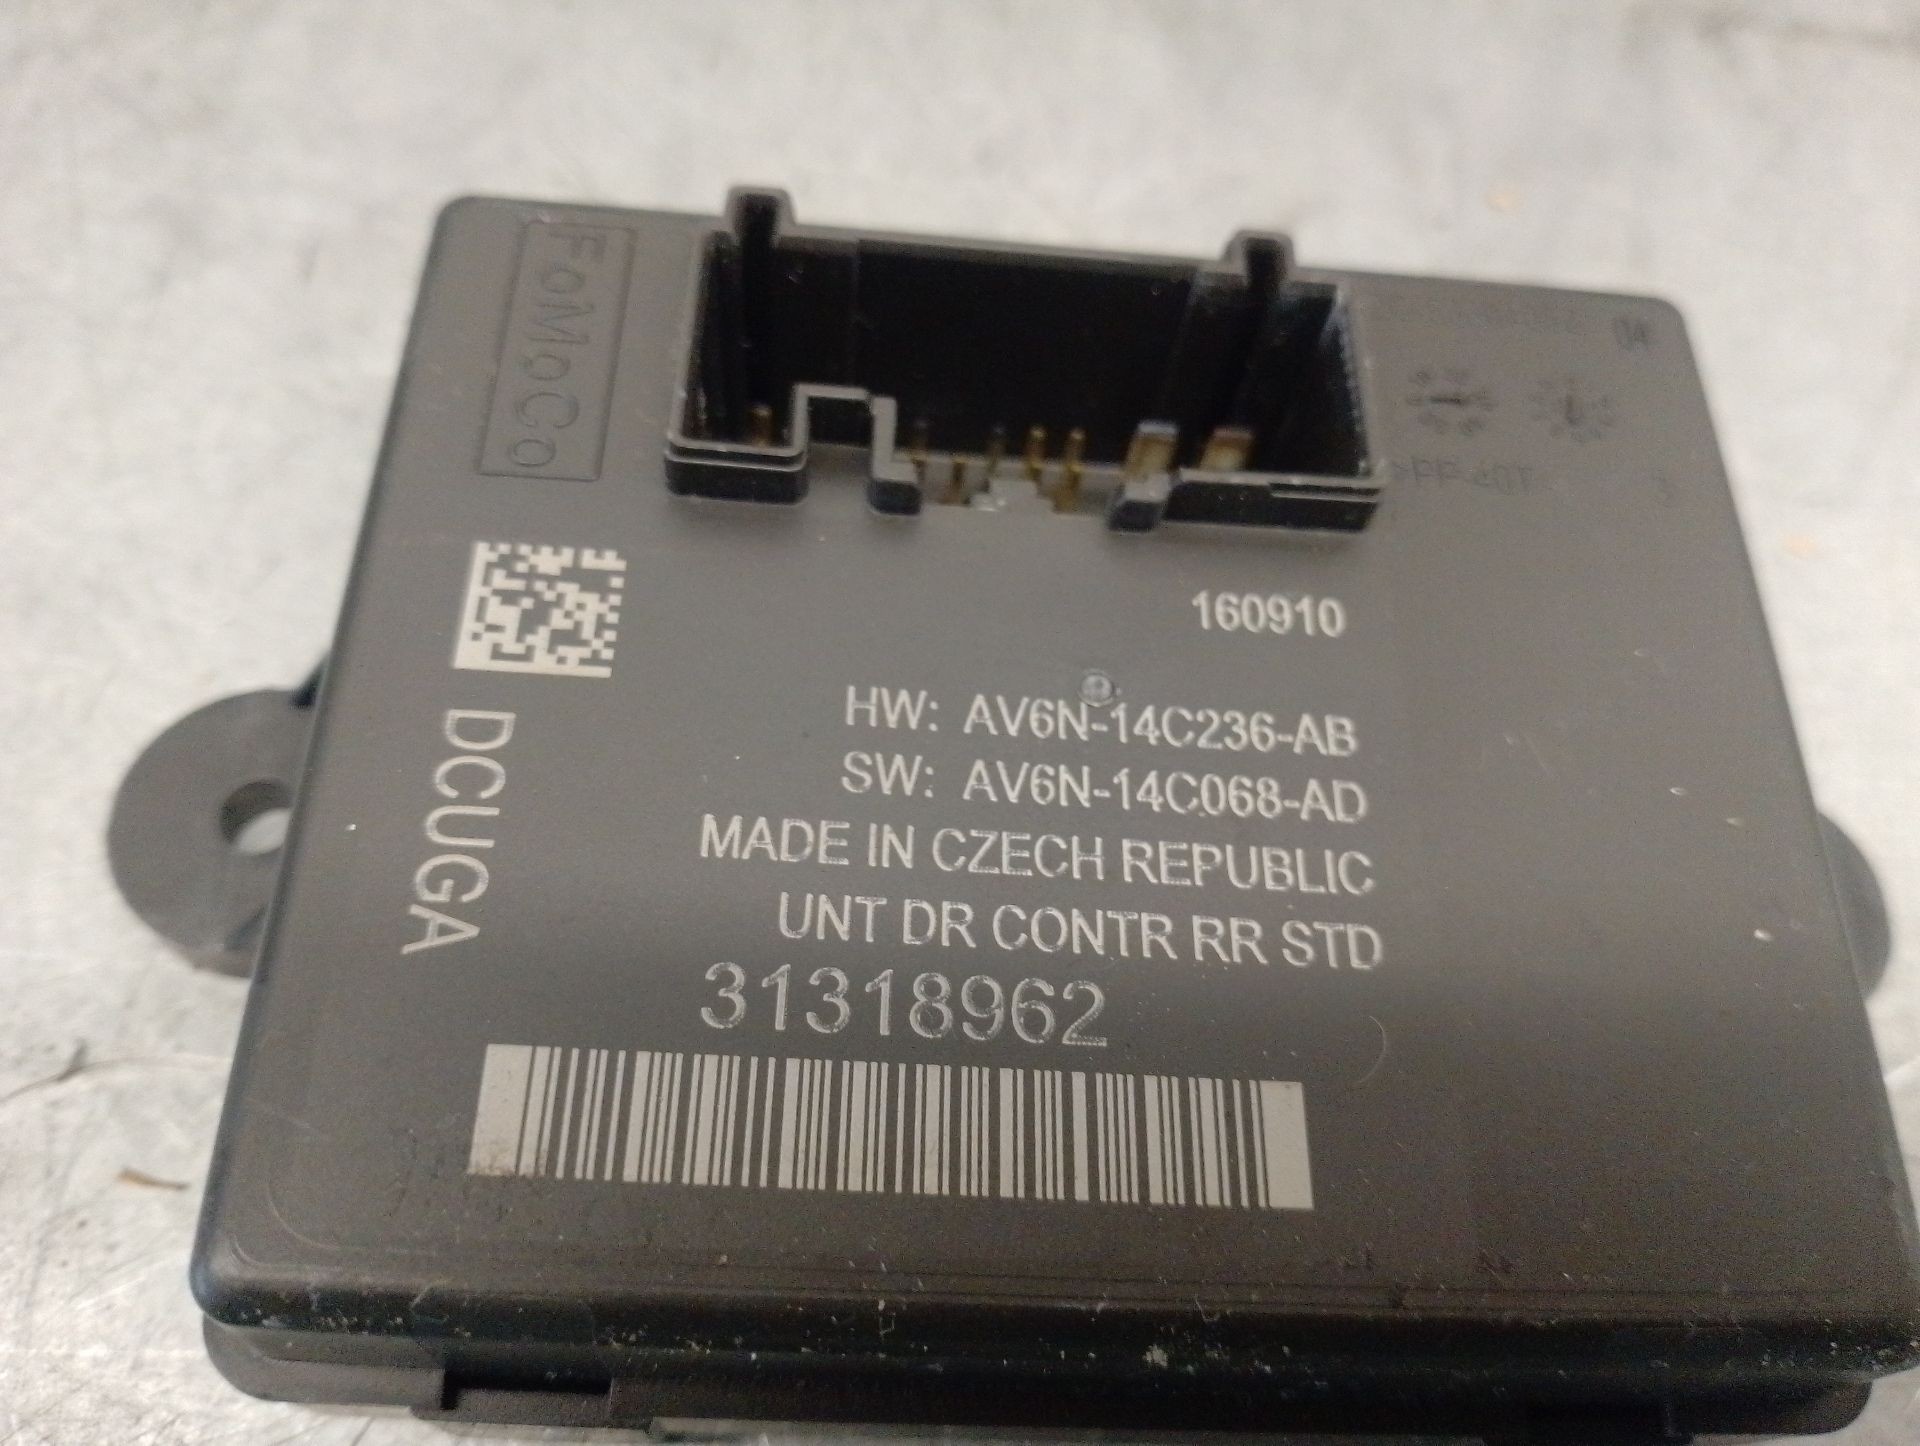 FoMoCo
160910
HW: AV6N-14C236-AB
SW: AV6N-14C068-AD
MADE IN CZECH REPUBLIC
UNT DR CONTR RR STD
31318962
DCUGA